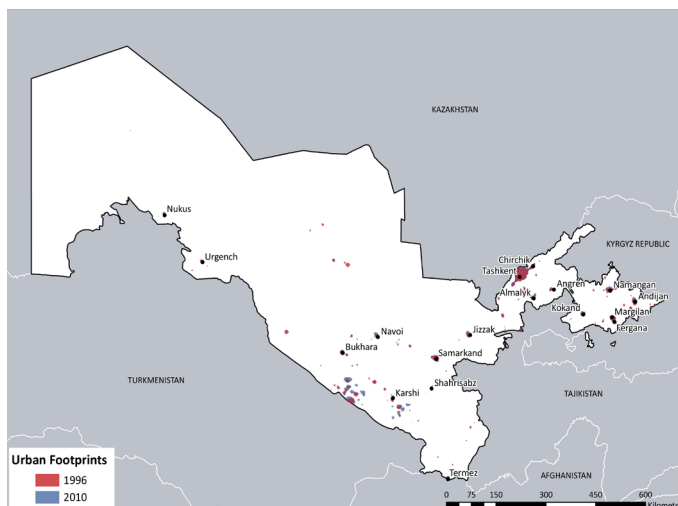 KAZAKHSTAN
Nukus
Urgench
Chirchik
Tashkent
KYRGYZ REPUBLIC
Angren
Namangan
Almalyk
Andijan
Kokand
Margilan
Fergana
Navoi
Jizzak
Bukhara
Samarkand
TURKMENISTAN
Shahrisabz
Karshi
TAJIKISTAN
Urban Footprints
1996
2010
Termez
AFGHANISTAN
0 75 150 300 450 600